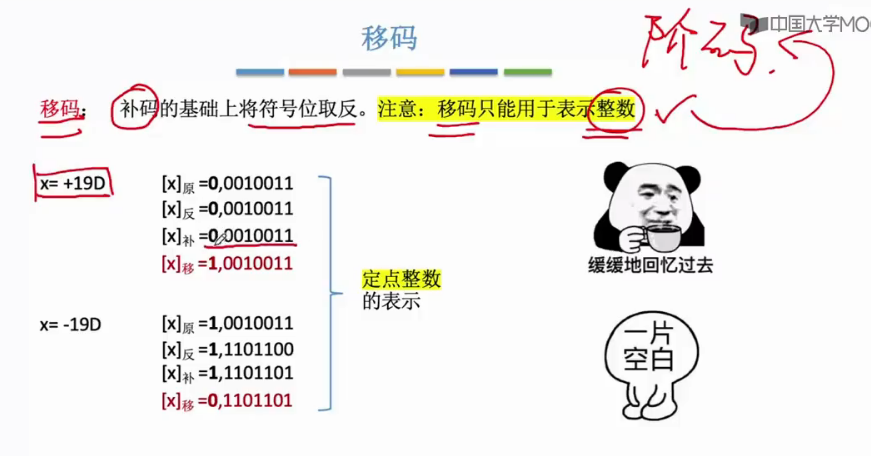 移码
阶码
中国大学MOO
移码：补码的基础上将符号位取反。注意：移码只能用于表示整数
x= +19D
[x]原 =0,0010011
[x]反 =0,0010011
[x]补 =0,0010011
[x]移 =1,0010011
x= -19D
[x]原 =1,0010011
[x]反 =1,1101100
[x]补 =1,1101101
[x]移 =0,1101101
定点整数
的表示
缓缓地回忆过去
一片
空白